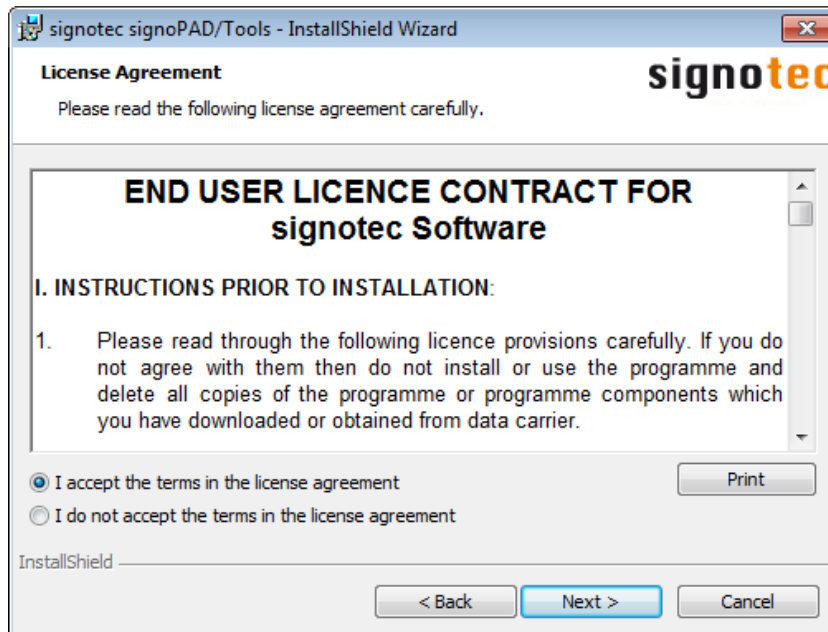 signotec signoPAD/Tools - InstallShield Wizard
License Agreement
Please read the following license agreement carefully.
signotec
END USER LICENCE CONTRACT FOR
signotec Software
I. INSTRUCTIONS PRIOR TO INSTALLATION:
1. Please read through the following licence provisions carefully. If you do
not agree with them then do not install or use the programme and
delete all copies of the programme or programme components which
you have downloaded or obtained from data carrier.
I accept the terms in the license agreement
Print
I do not accept the terms in the license agreement
InstallShield
< Back
Next >
Cancel